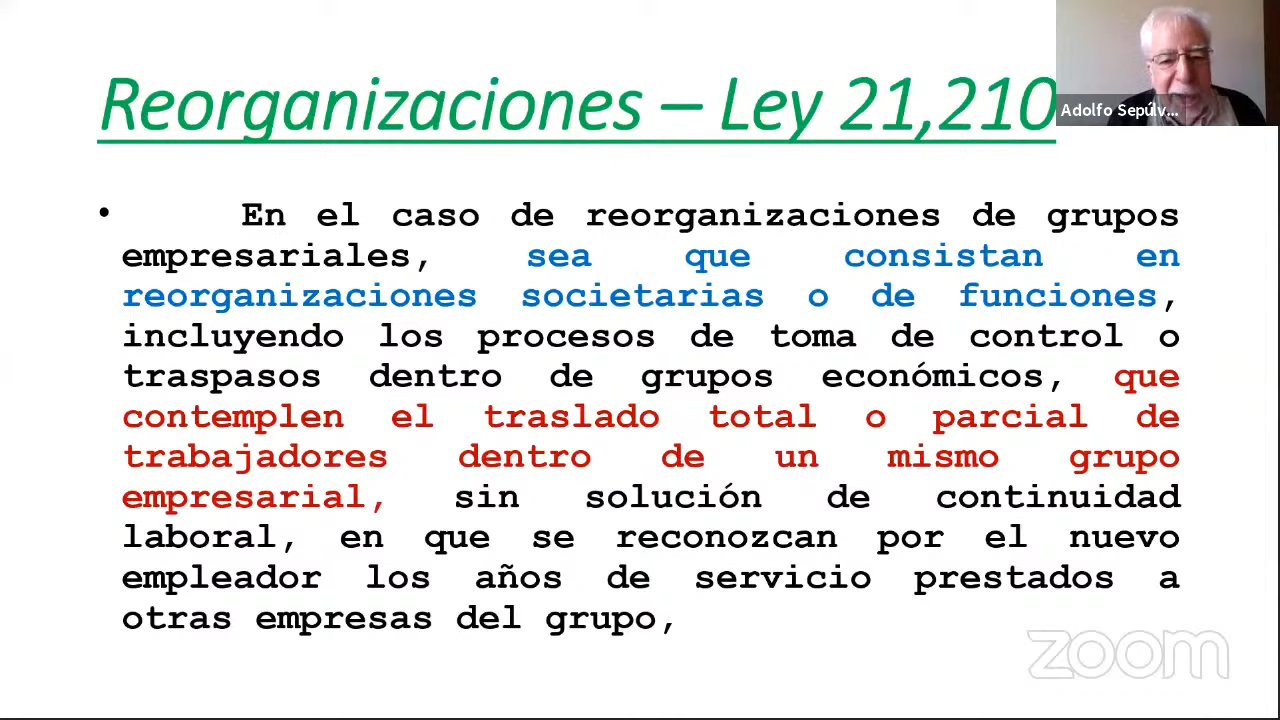 Reorganizaciones – Ley 21,210
Adolfo Sepúlv...
• En el caso de reorganizaciones de grupos
empresariales, sea que consistan en
reorganizaciones societarias o de funciones,
incluyendo los procesos de toma de control o
traspasos dentro de grupos económicos, que
contemplen el traslado total o parcial de
trabajadores dentro de un mismo grupo
empresarial, sin solución de continuidad
laboral, en que se reconozcan por el nuevo
empleador los años de servicio prestados a
otras empresas del grupo,
zoom